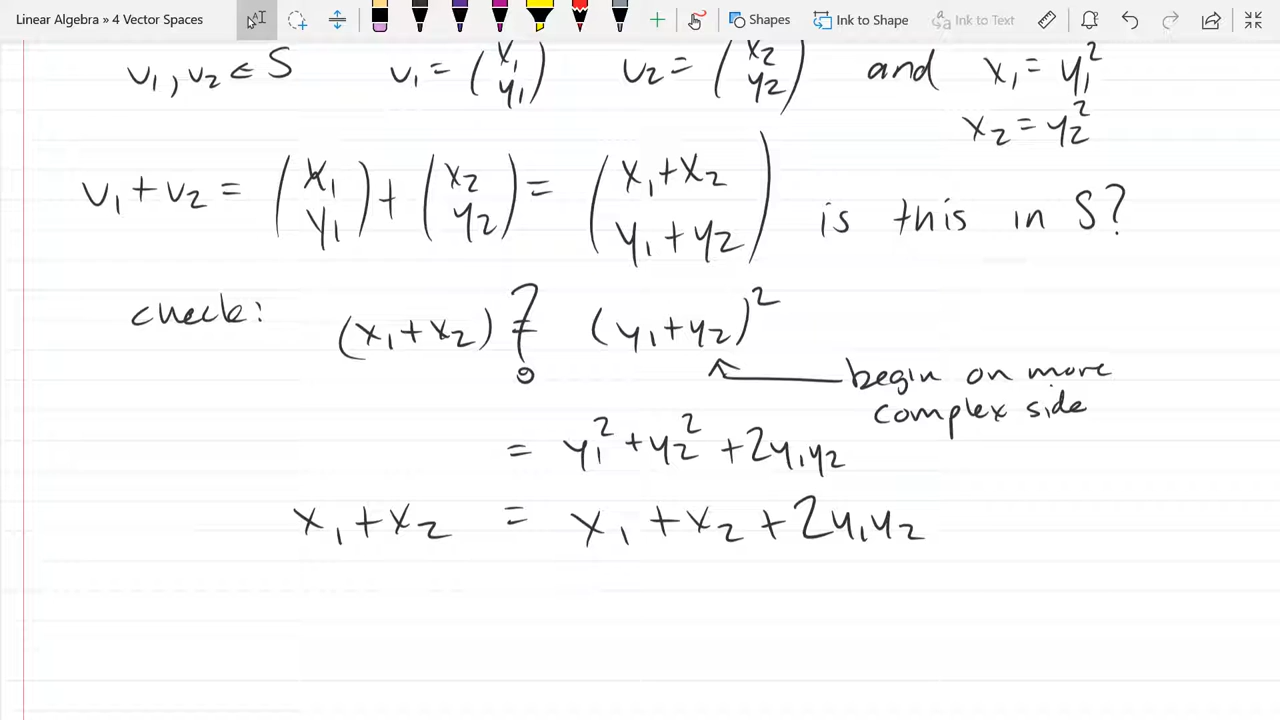 Linear Algebra » 4 Vector Spaces Shapes Ink to Shape Ink to Text
v₁, v₂ ∈ S v₁ = (x₁ y₁) v₂ = (x₂ y₂) and x₁ = y₁²
x₂ = y₂²
v₁ + v₂ = (x₁ y₁) + (x₂ y₂) = (x₁+x₂ y₁+y₂) is this in S?
check: (x₁+x₂) =? (y₁+y₂)²
begin on more
complex side
= y₁² + y₂² + 2y₁y₂
x₁+x₂ = x₁ + x₂ + 2y₁y₂